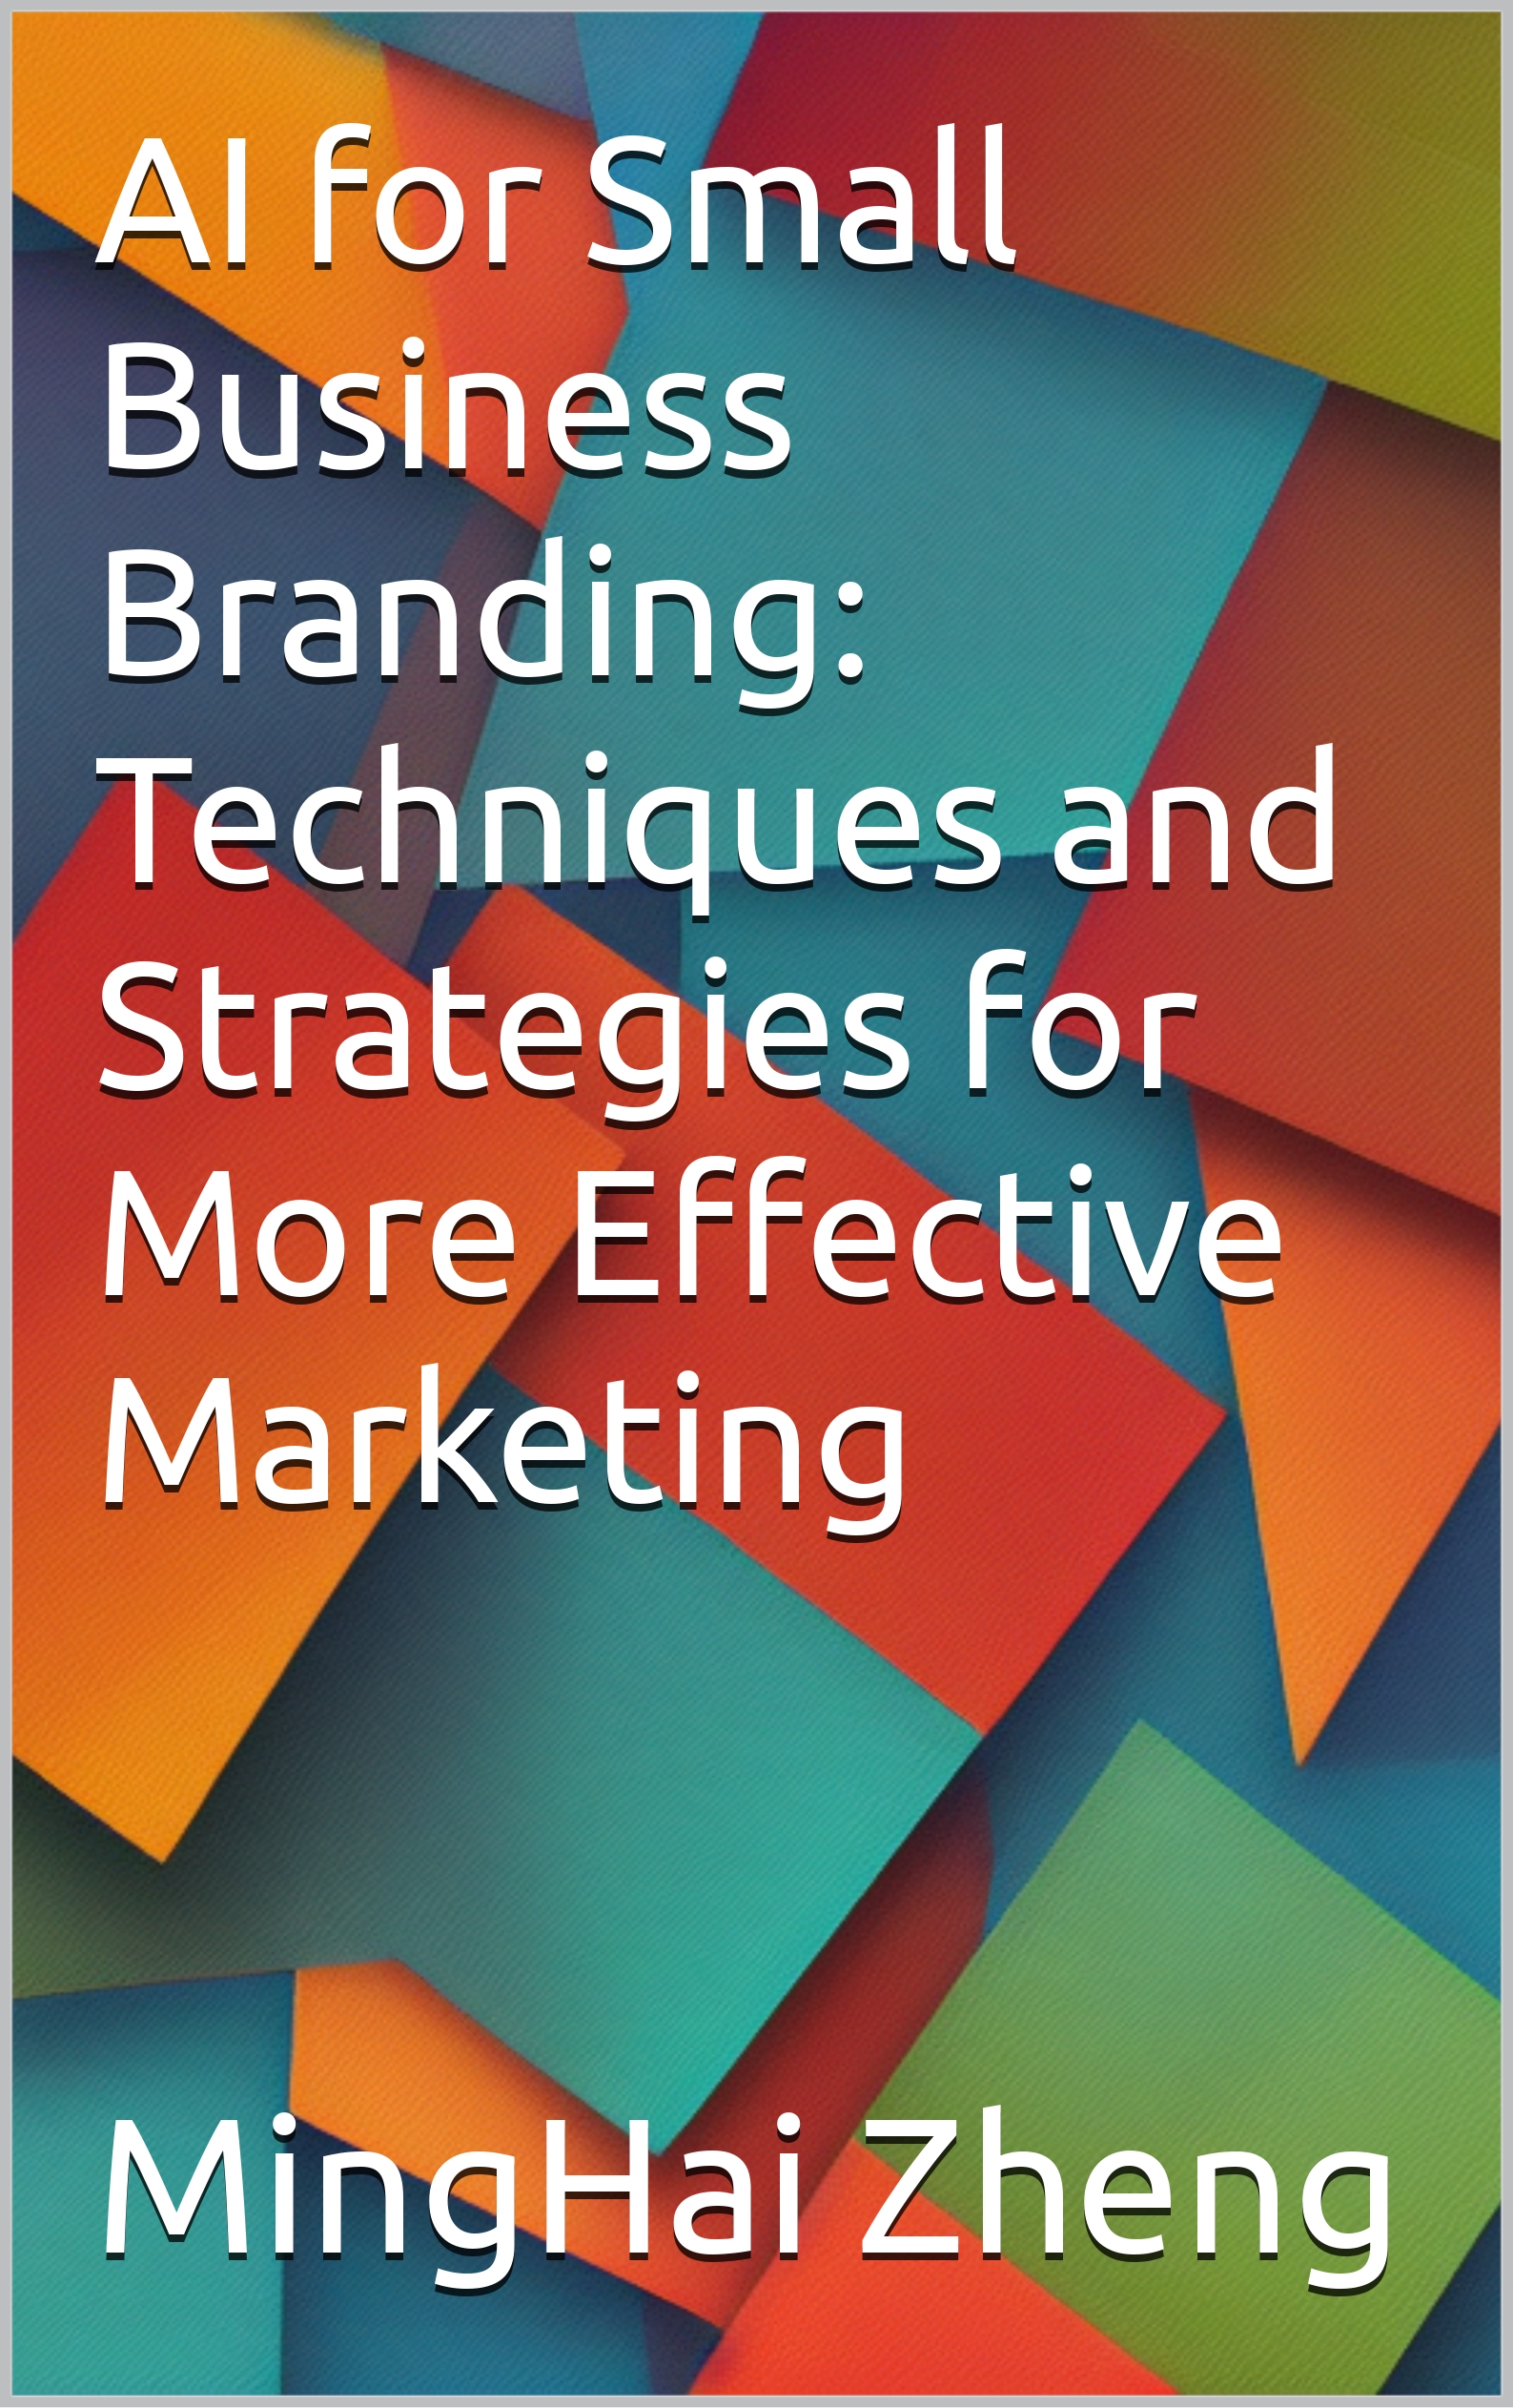 AI for Small
Business
Branding:
Techniques and
Strategies for
More Effective
Marketing
MingHai Zheng